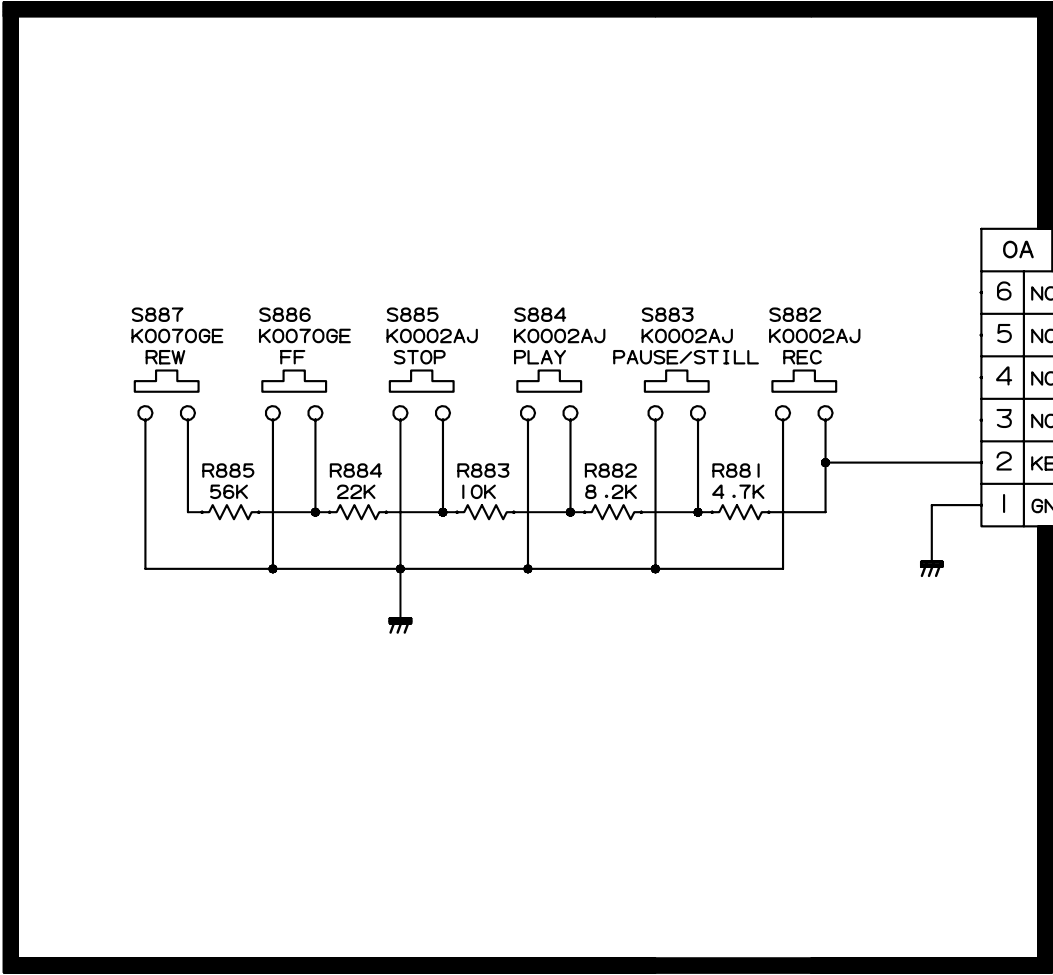 OA
6 NC
5 NC
4 NC
3 NC
2 KE
1 GN
S887
K0070GE
REW
S886
K0070GE
FF
S885
K0002AJ
STOP
S884
K0002AJ
PLAY
S883
K0002AJ
PAUSE/STILL
S882
K0002AJ
REC
R885
56K
R884
22K
R883
10K
R882
8.2K
R881
4.7K